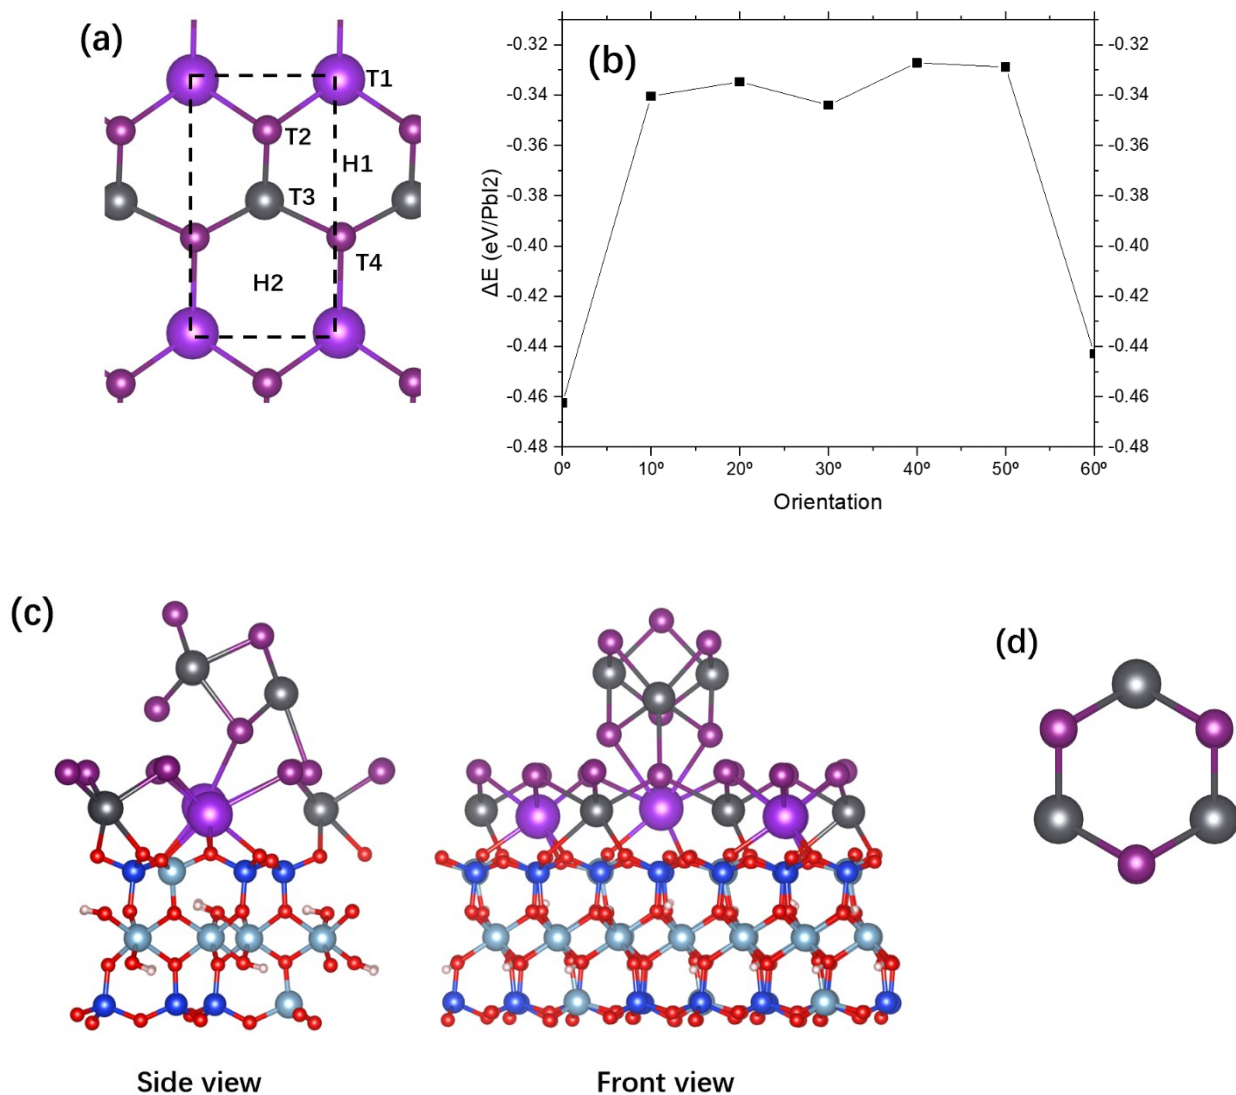 (a)
T1
T2
H1
T3
T4
H2
(b)
-0.32
-0.34
-0.36
-0.38
-0.40
-0.42
-0.44
-0.46
-0.48
ΔE (eV/PbI2)
-0.32
-0.34
-0.36
-0.38
-0.40
-0.42
-0.44
-0.46
-0.48
0º 10º 20º 30º 40º 50º 60º
Orientation
(c)
(d)
Side view
Front view